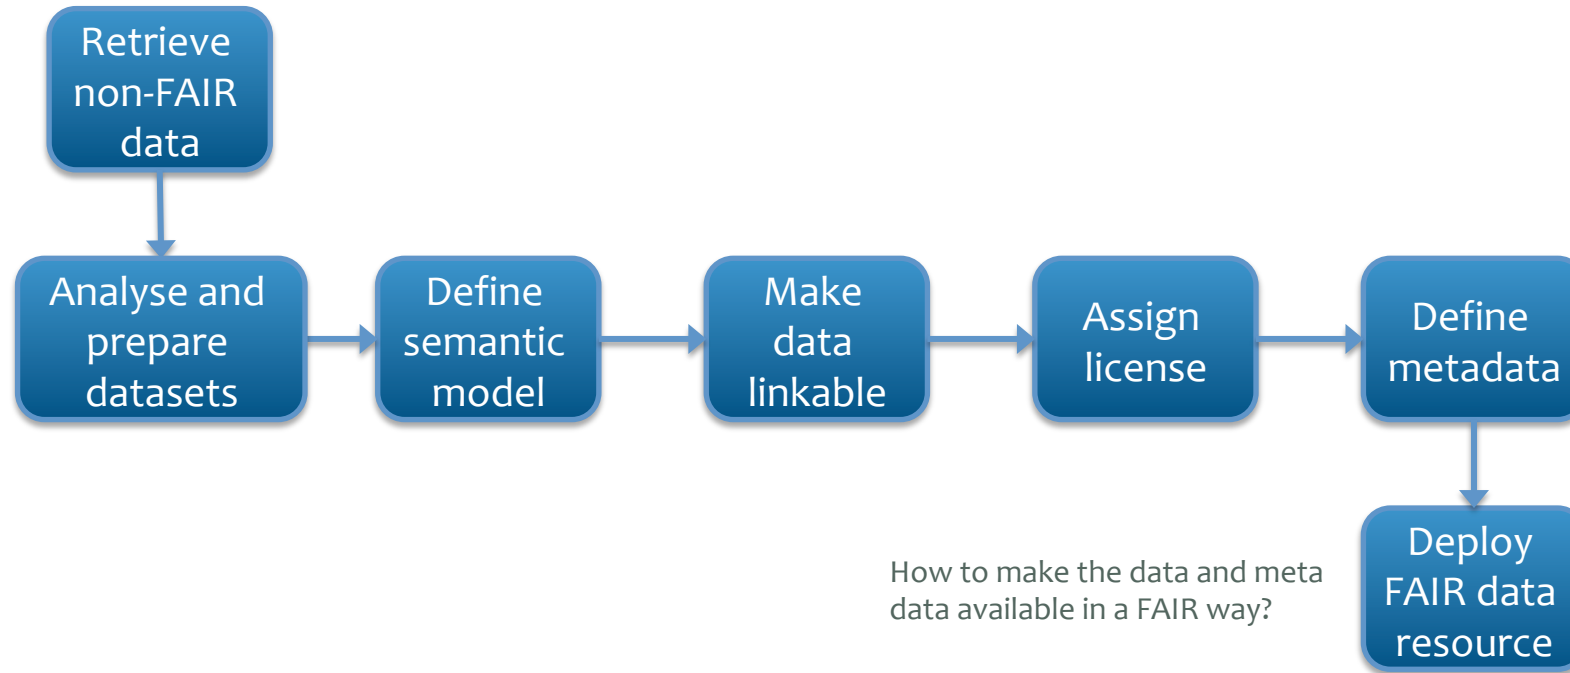 Retrieve
non-FAIR
data
Analyse and
prepare
datasets
Define
semantic
model
Make
data
linkable
Assign
license
Define
metadata
How to make the data and meta
data available in a FAIR way?
Deploy
FAIR data
resource